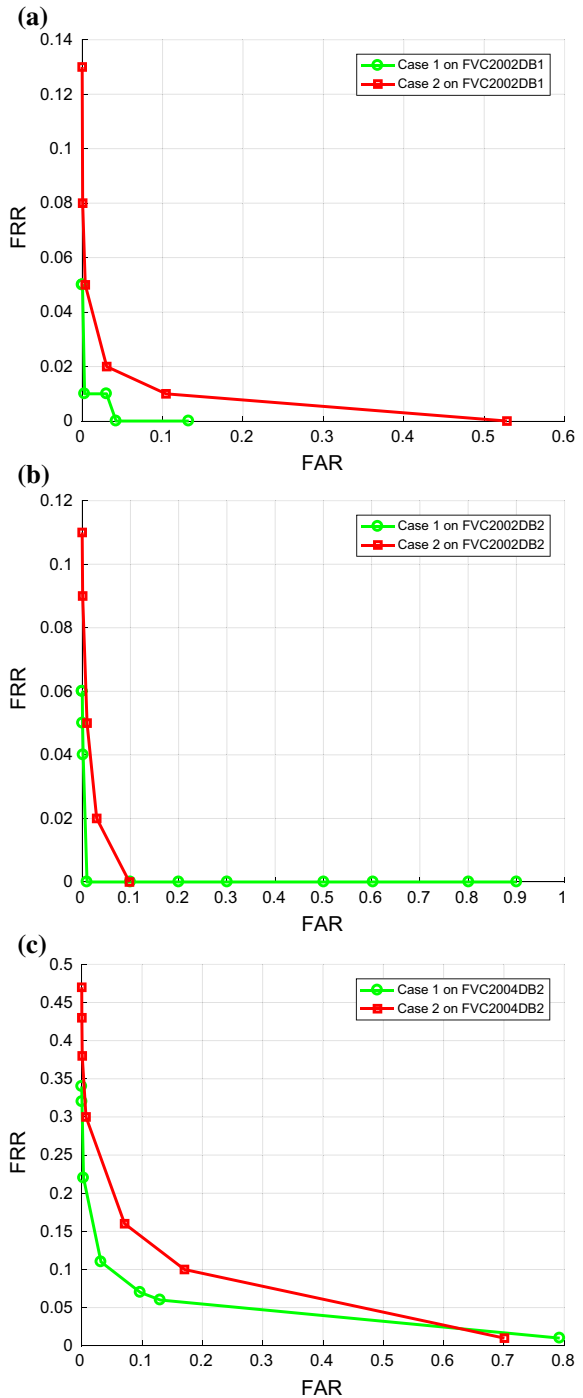 (a)
0.14
0.12
0.1
0.08
0.06
0.04
0.02
0
FRR
Case 1 on FVC2002DB1
Case 2 on FVC2002DB1
0 0.1 0.2 0.3 0.4 0.5 0.6
FAR
(b)
0.12
0.1
0.08
0.06
0.04
0.02
0
FRR
Case 1 on FVC2002DB2
Case 2 on FVC2002DB2
0 0.1 0.2 0.3 0.4 0.5 0.6 0.7 0.8 0.9 1
FAR
(c)
0.5
0.45
0.4
0.35
0.3
0.25
0.2
0.15
0.1
0.05
0
FRR
Case 1 on FVC2004DB2
Case 2 on FVC2004DB2
0 0.1 0.2 0.3 0.4 0.5 0.6 0.7 0.8
FAR